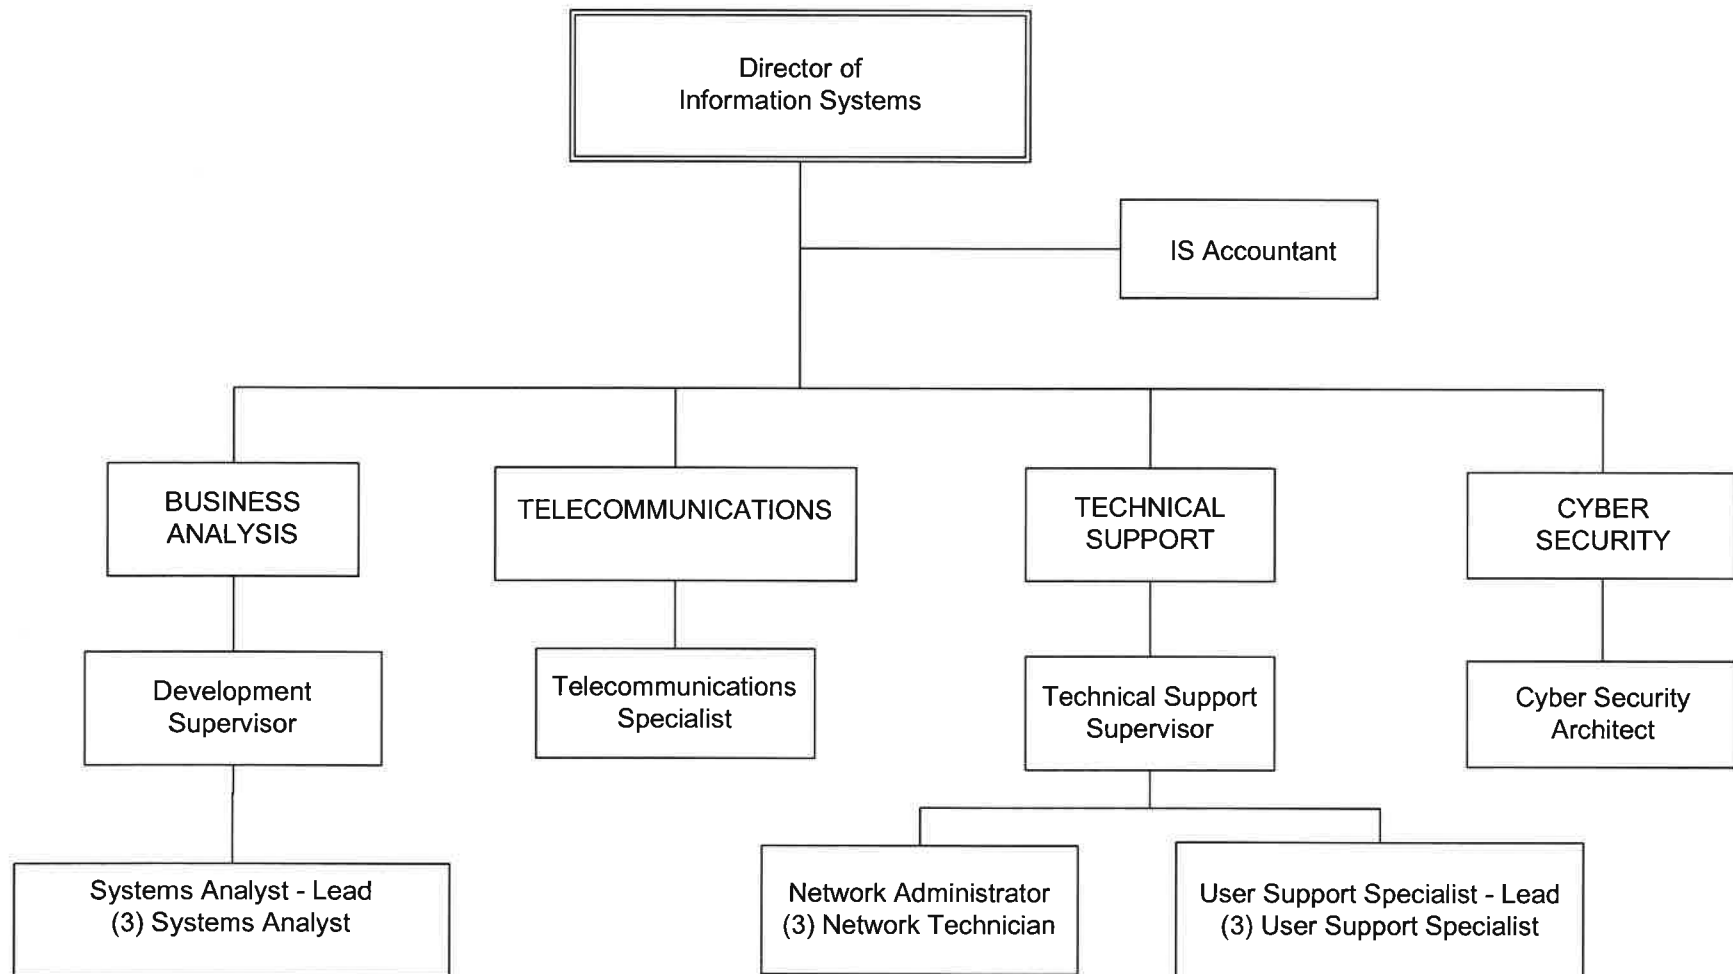 Director of
Information Systems
IS Accountant
BUSINESS
ANALYSIS
TELECOMMUNICATIONS
TECHNICAL
SUPPORT
CYBER
SECURITY
Development
Supervisor
Telecommunications
Specialist
Technical Support
Supervisor
Cyber Security
Architect
Systems Analyst - Lead
(3) Systems Analyst
Network Administrator
(3) Network Technician
User Support Specialist - Lead
(3) User Support Specialist